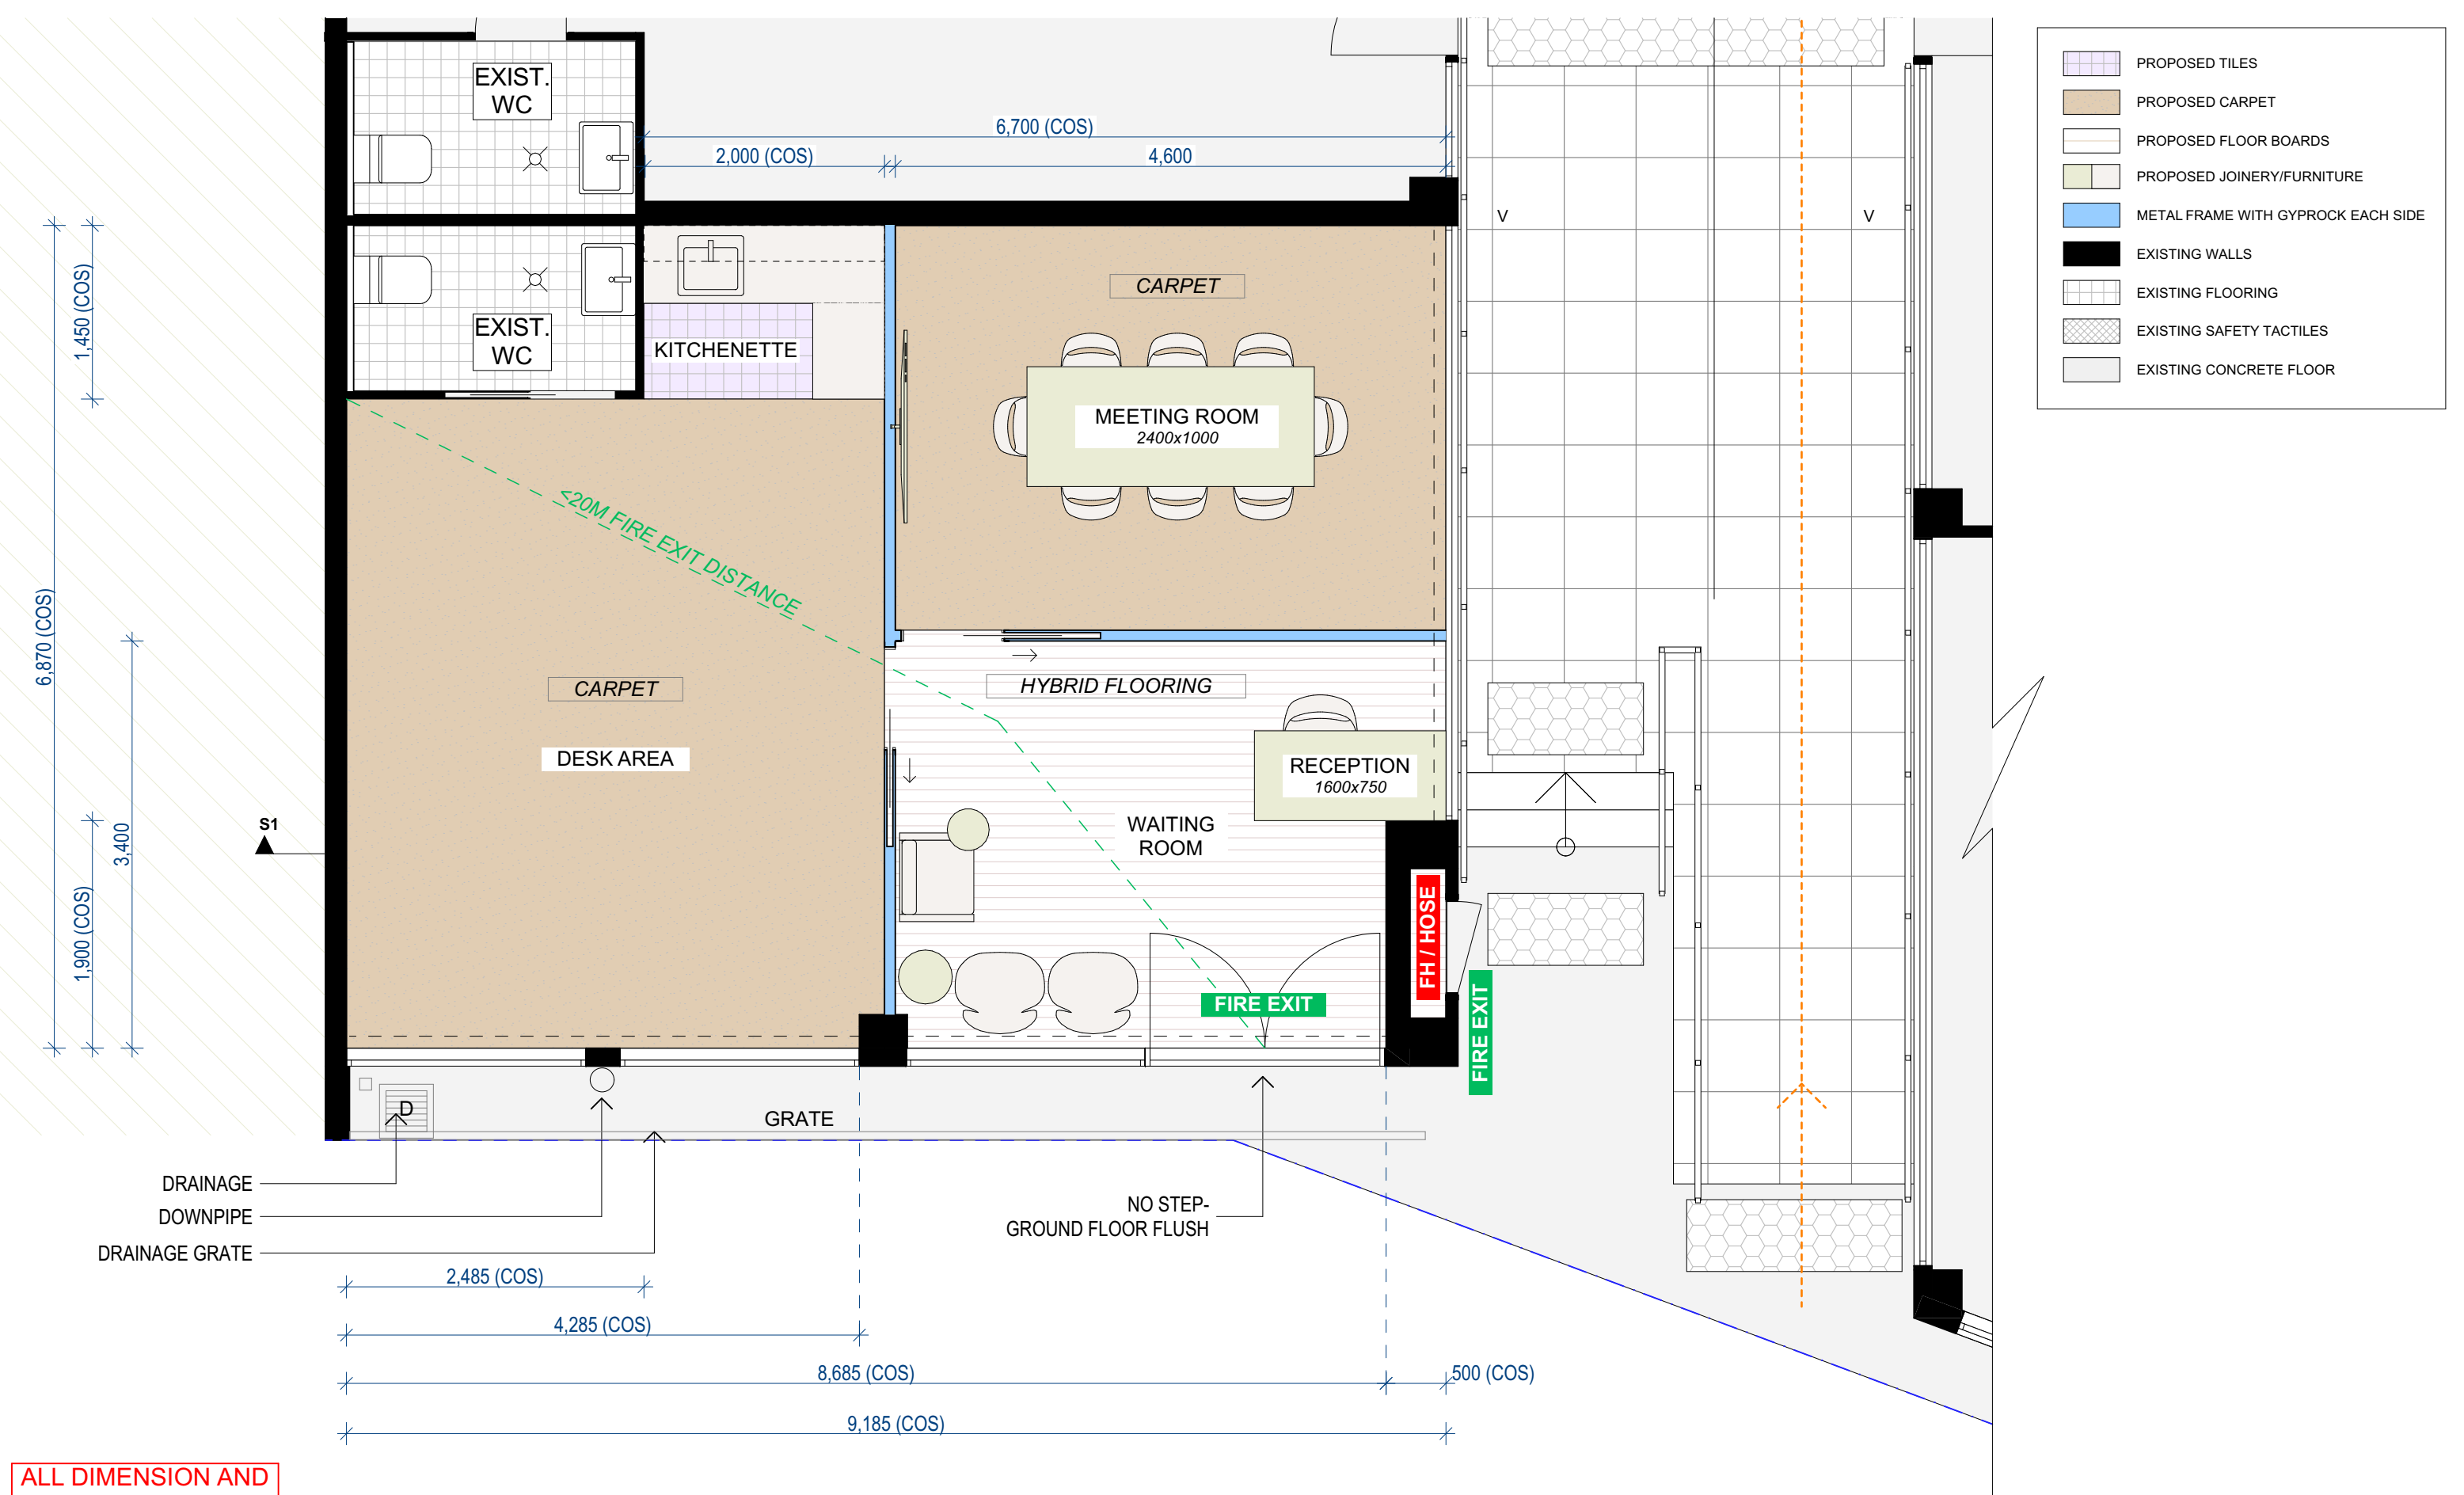 EXIST.
WC
6,700 (COS)
2,000 (COS)
4,600
PROPOSED TILES
PROPOSED CARPET
PROPOSED FLOOR BOARDS
PROPOSED JOINERY/FURNITURE
METAL FRAME WITH GYPROCK EACH SIDE
EXISTING WALLS
EXISTING FLOORING
EXISTING SAFETY TACTILES
EXISTING CONCRETE FLOOR
V
V
CARPET
EXIST.
WC
KITCHENETTE
1,450 (COS)
MEETING ROOM
2400x1000
<20M FIRE EXIT DISTANCE
6,870 (COS)
CARPET
HYBRID FLOORING
DESK AREA
RECEPTION
1600x750
S1
3,400
WAITING
ROOM
1,900 (COS)
FH / HOSE
FIRE EXIT
FIRE EXIT
D
GRATE
DRAINAGE
DOWNPIPE
DRAINAGE GRATE
NO STEP-
GROUND FLOOR FLUSH
2,485 (COS)
4,285 (COS)
8,685 (COS)
500 (COS)
9,185 (COS)
ALL DIMENSION AND